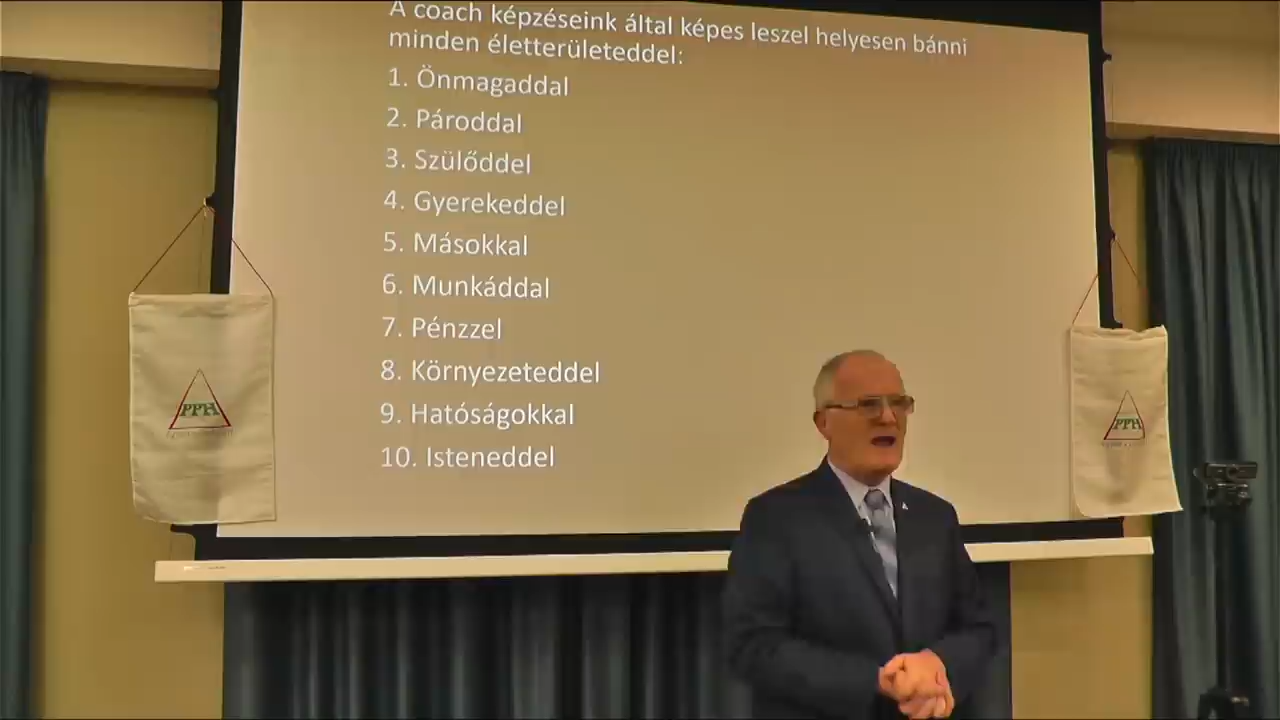 A coach képzéseink által képes leszel helyesen bánni
minden életterületeddel:
1. Önmagaddal
2. Pároddal
3. Szülőddel
4. Gyerekeddel
5. Másokkal
6. Munkáddal
7. Pénzzel
8. Környezeteddel
9. Hatóságokkal
10. Isteneddel
PPH
PPH